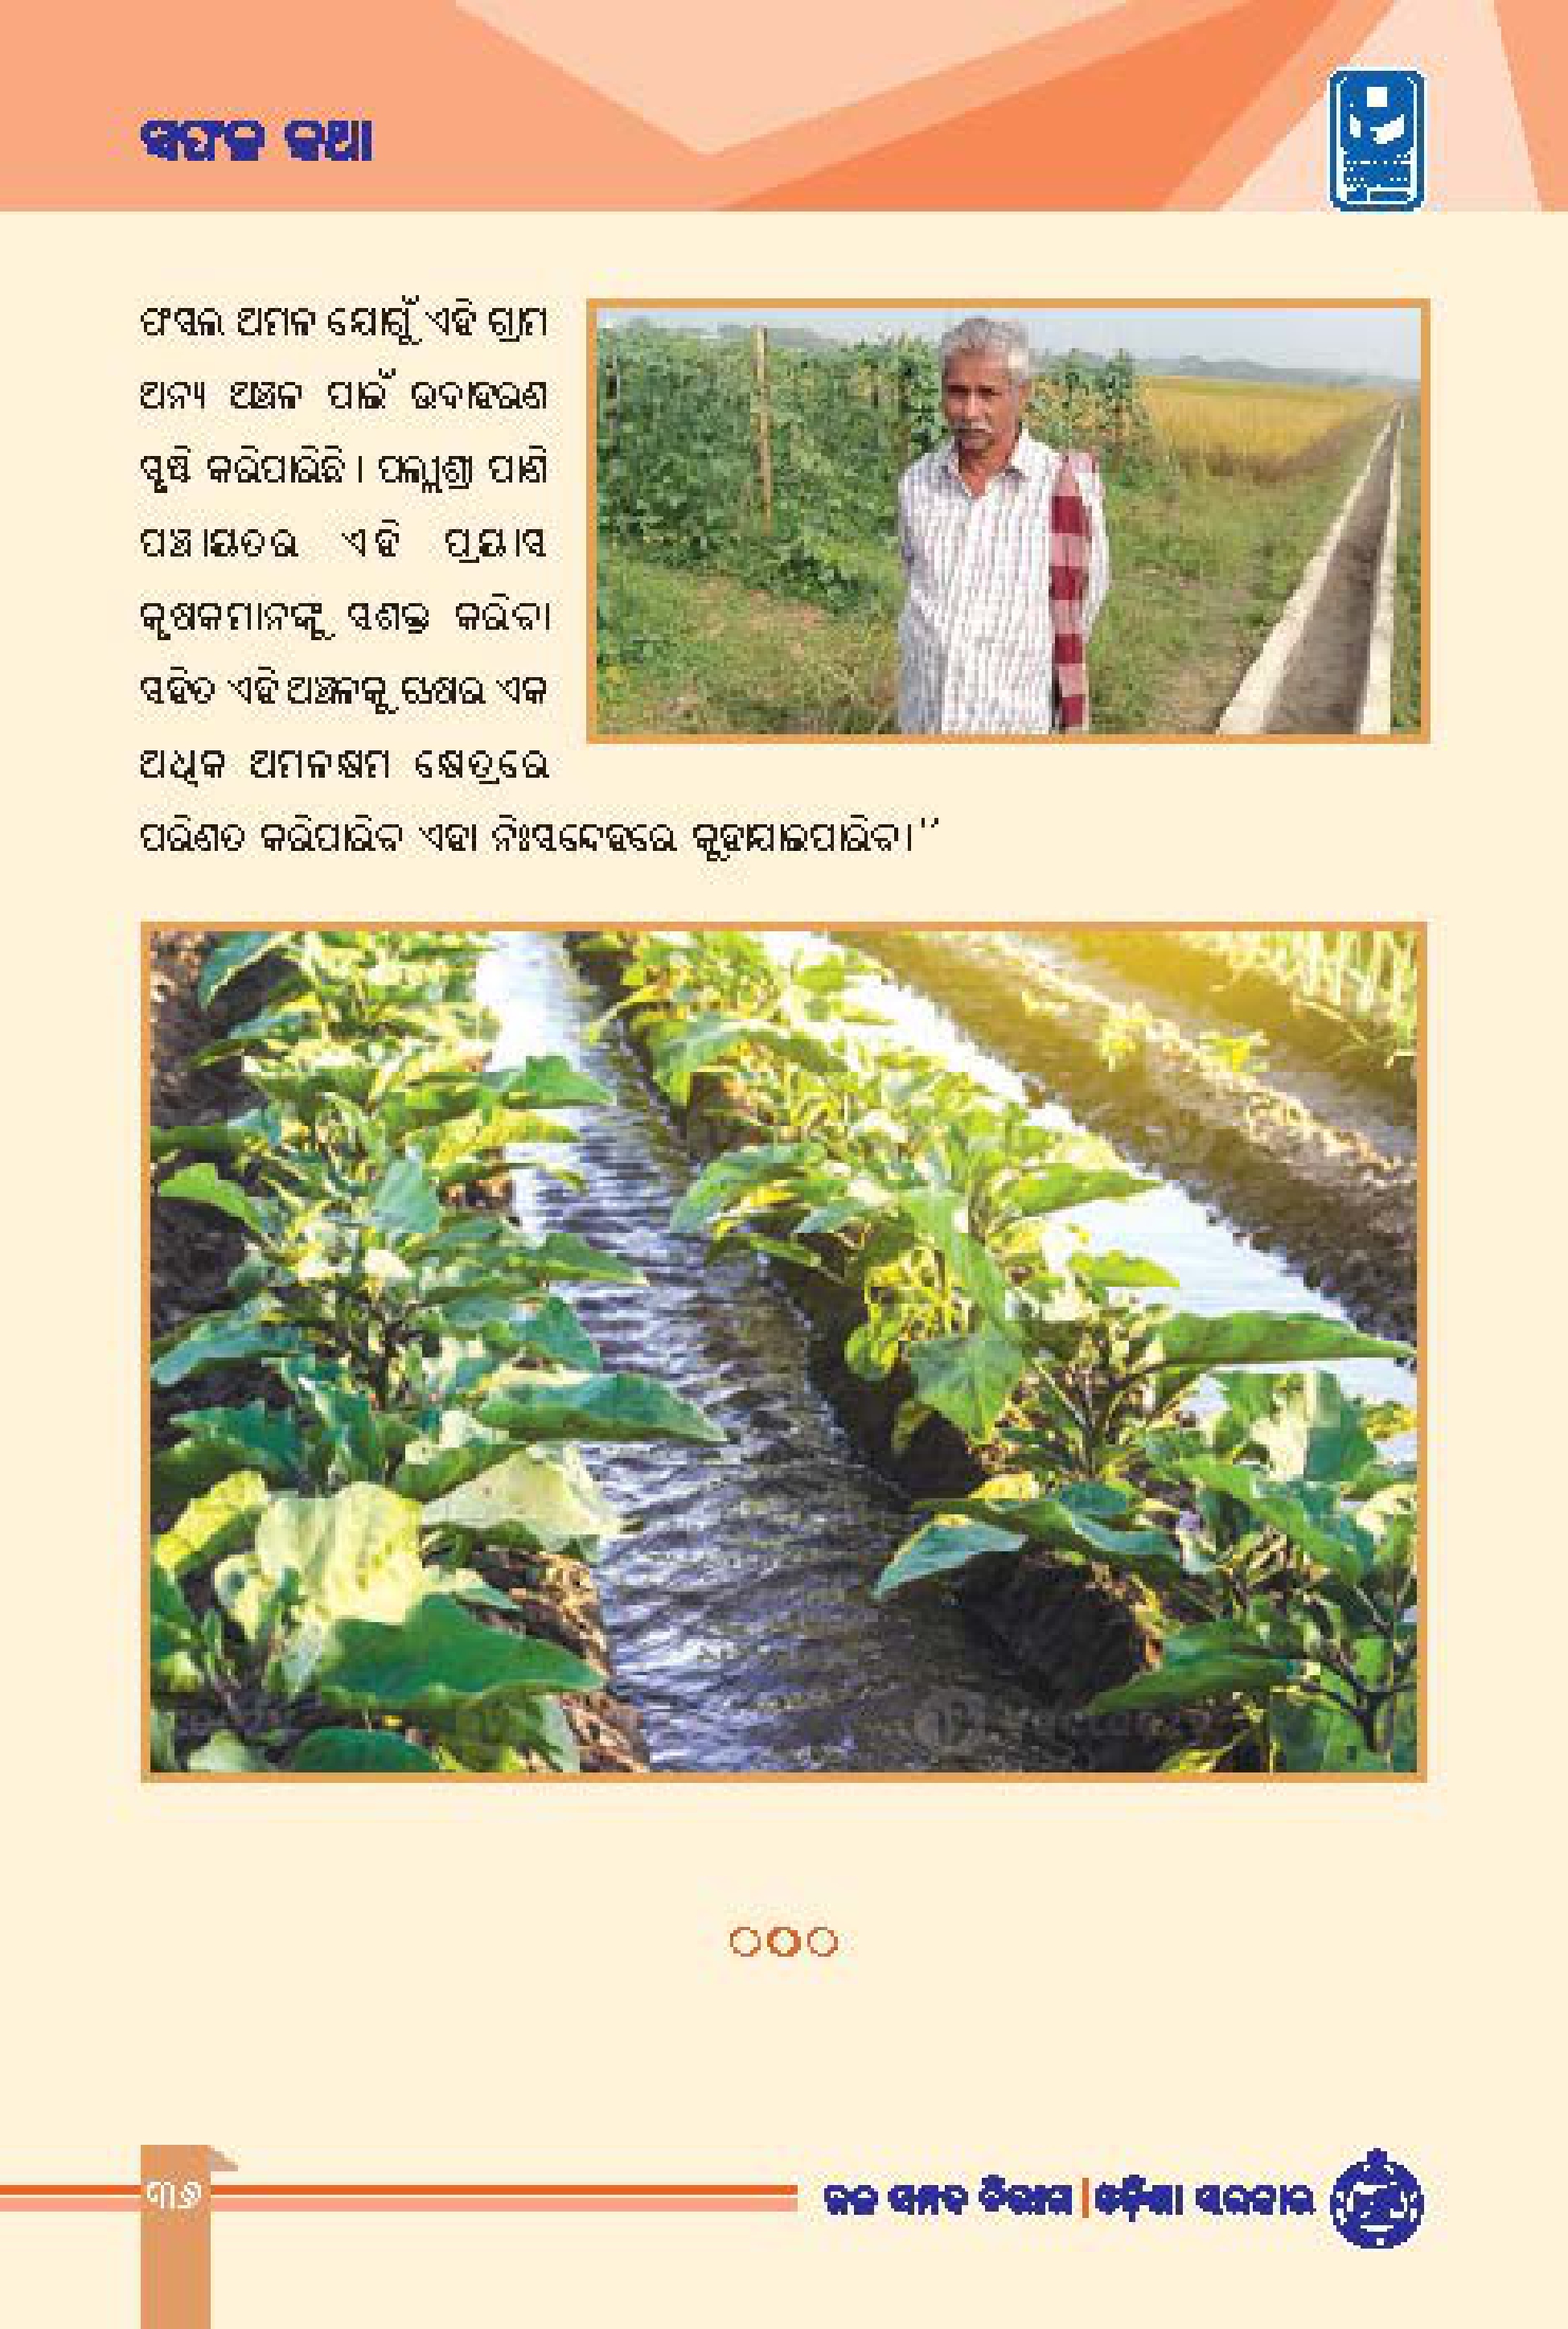 ସଫଳ କଥା
ଫସଲ ଅମଳ ଯୋଗୁଁ ଏହି ଗ୍ରାମ
ଅନ୍ୟ ଅଞ୍ଚଳ ପାଇଁ ଉଦାହରଣ
ସୃଷ୍ଟି କରିପାରିଛି । ପଲ୍ଲୀଶ୍ରୀ ପାଣି
ପଞ୍ଚାୟତର ଏହି ପ୍ରୟାସ
କୃଷକମାନଙ୍କୁ ସଶକ୍ତ କରିବା
ସହିତ ଏହି ଅଞ୍ଚଳକୁ ଚାଷର ଏକ
ଅଧିକ ଅମଳକ୍ଷମ କ୍ଷେତ୍ରରେ
ପରିଣତ କରିପାରିବ ଏହା ନିଃସନ୍ଦେହରେ କୁହାଯାଇପାରିବ।''
୩୬
ଜଳ ସମ୍ପଦ ବିଭାଗ | ଓଡ଼ିଶା ସରକାର